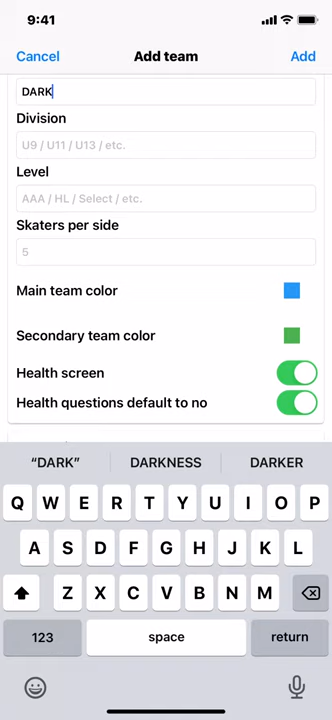 9:41
Cancel Add team Add
DARK
Division
U9 / U11 / U13 / etc.
Level
AAA / HL / Select / etc.
Skaters per side
5
Main team color
Secondary team color
Health screen
Health questions default to no
“DARK” DARKNESS DARKER
Q W E R T Y U I O P
A S D F G H J K L
Z X C V B N M
123 space return